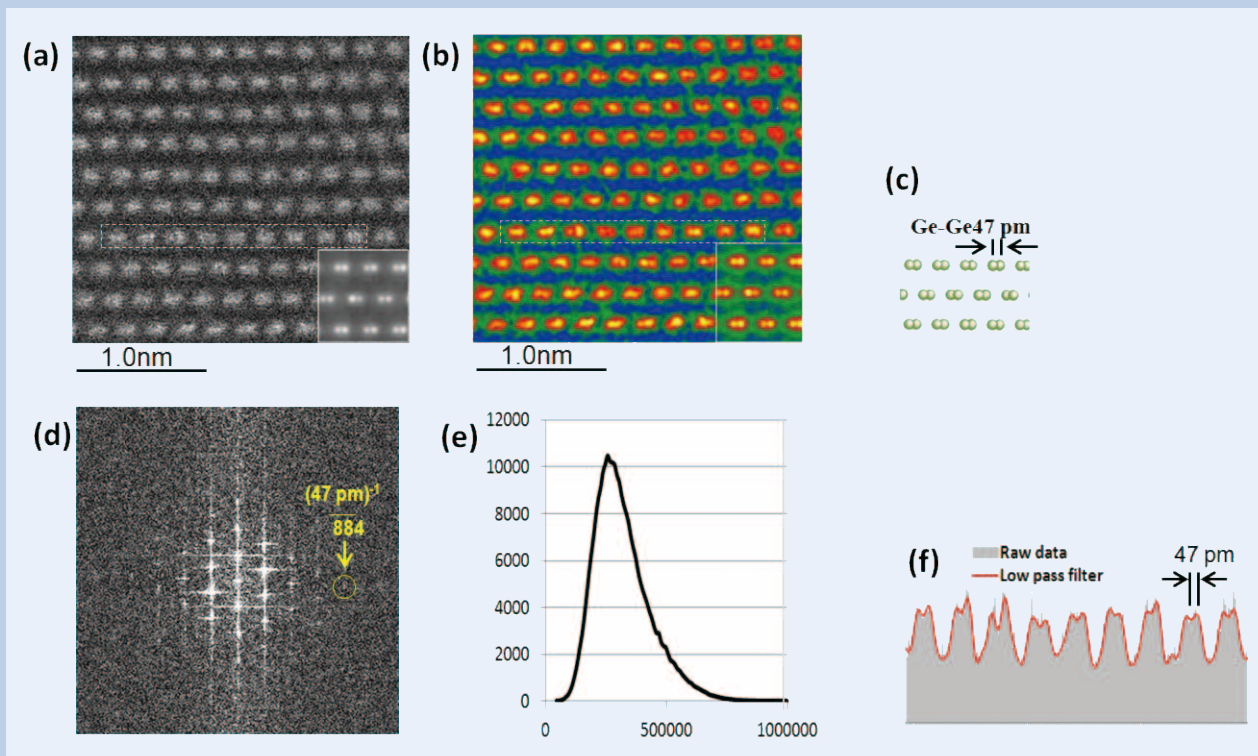 (a)
1.0nm
(b)
1.0nm
(c)
Ge-Ge47 pm
(d)
(47 pm)-1
884
(e)
12000
10000
8000
6000
4000
2000
0
0
500000
1000000
(f)
Raw data
Low pass filter
47 pm